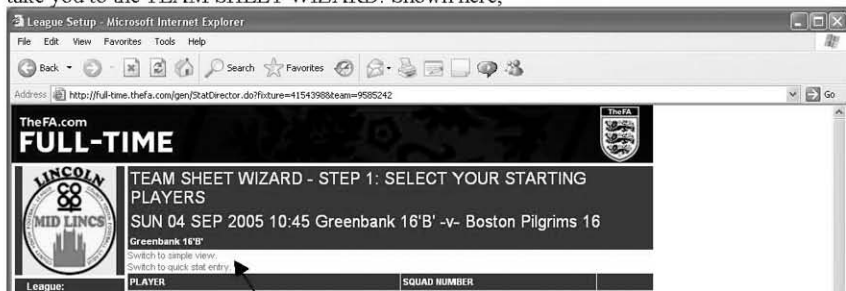 take you to the TEAM SHEET WIZARD. Shown here;
League Setup - Microsoft Internet Explorer
File Edit View Favorites Tools Help
Back Search Favorites
Address http://full-time.thefa.com/gen/StatDirector.do?fixture=4154398&team=9585242 Go
TheFA.com
FULL-TIME
TheFA
LINCOLN
MID LINCS
TEAM SHEET WIZARD - STEP 1: SELECT YOUR STARTING
PLAYERS
SUN 04 SEP 2005 10:45 Greenbank 16'B' -v- Boston Pilgrims 16
Greenbank 16'B'
Switch to simple view.
Switch to quick stat entry.
League:
PLAYER SQUAD NUMBER